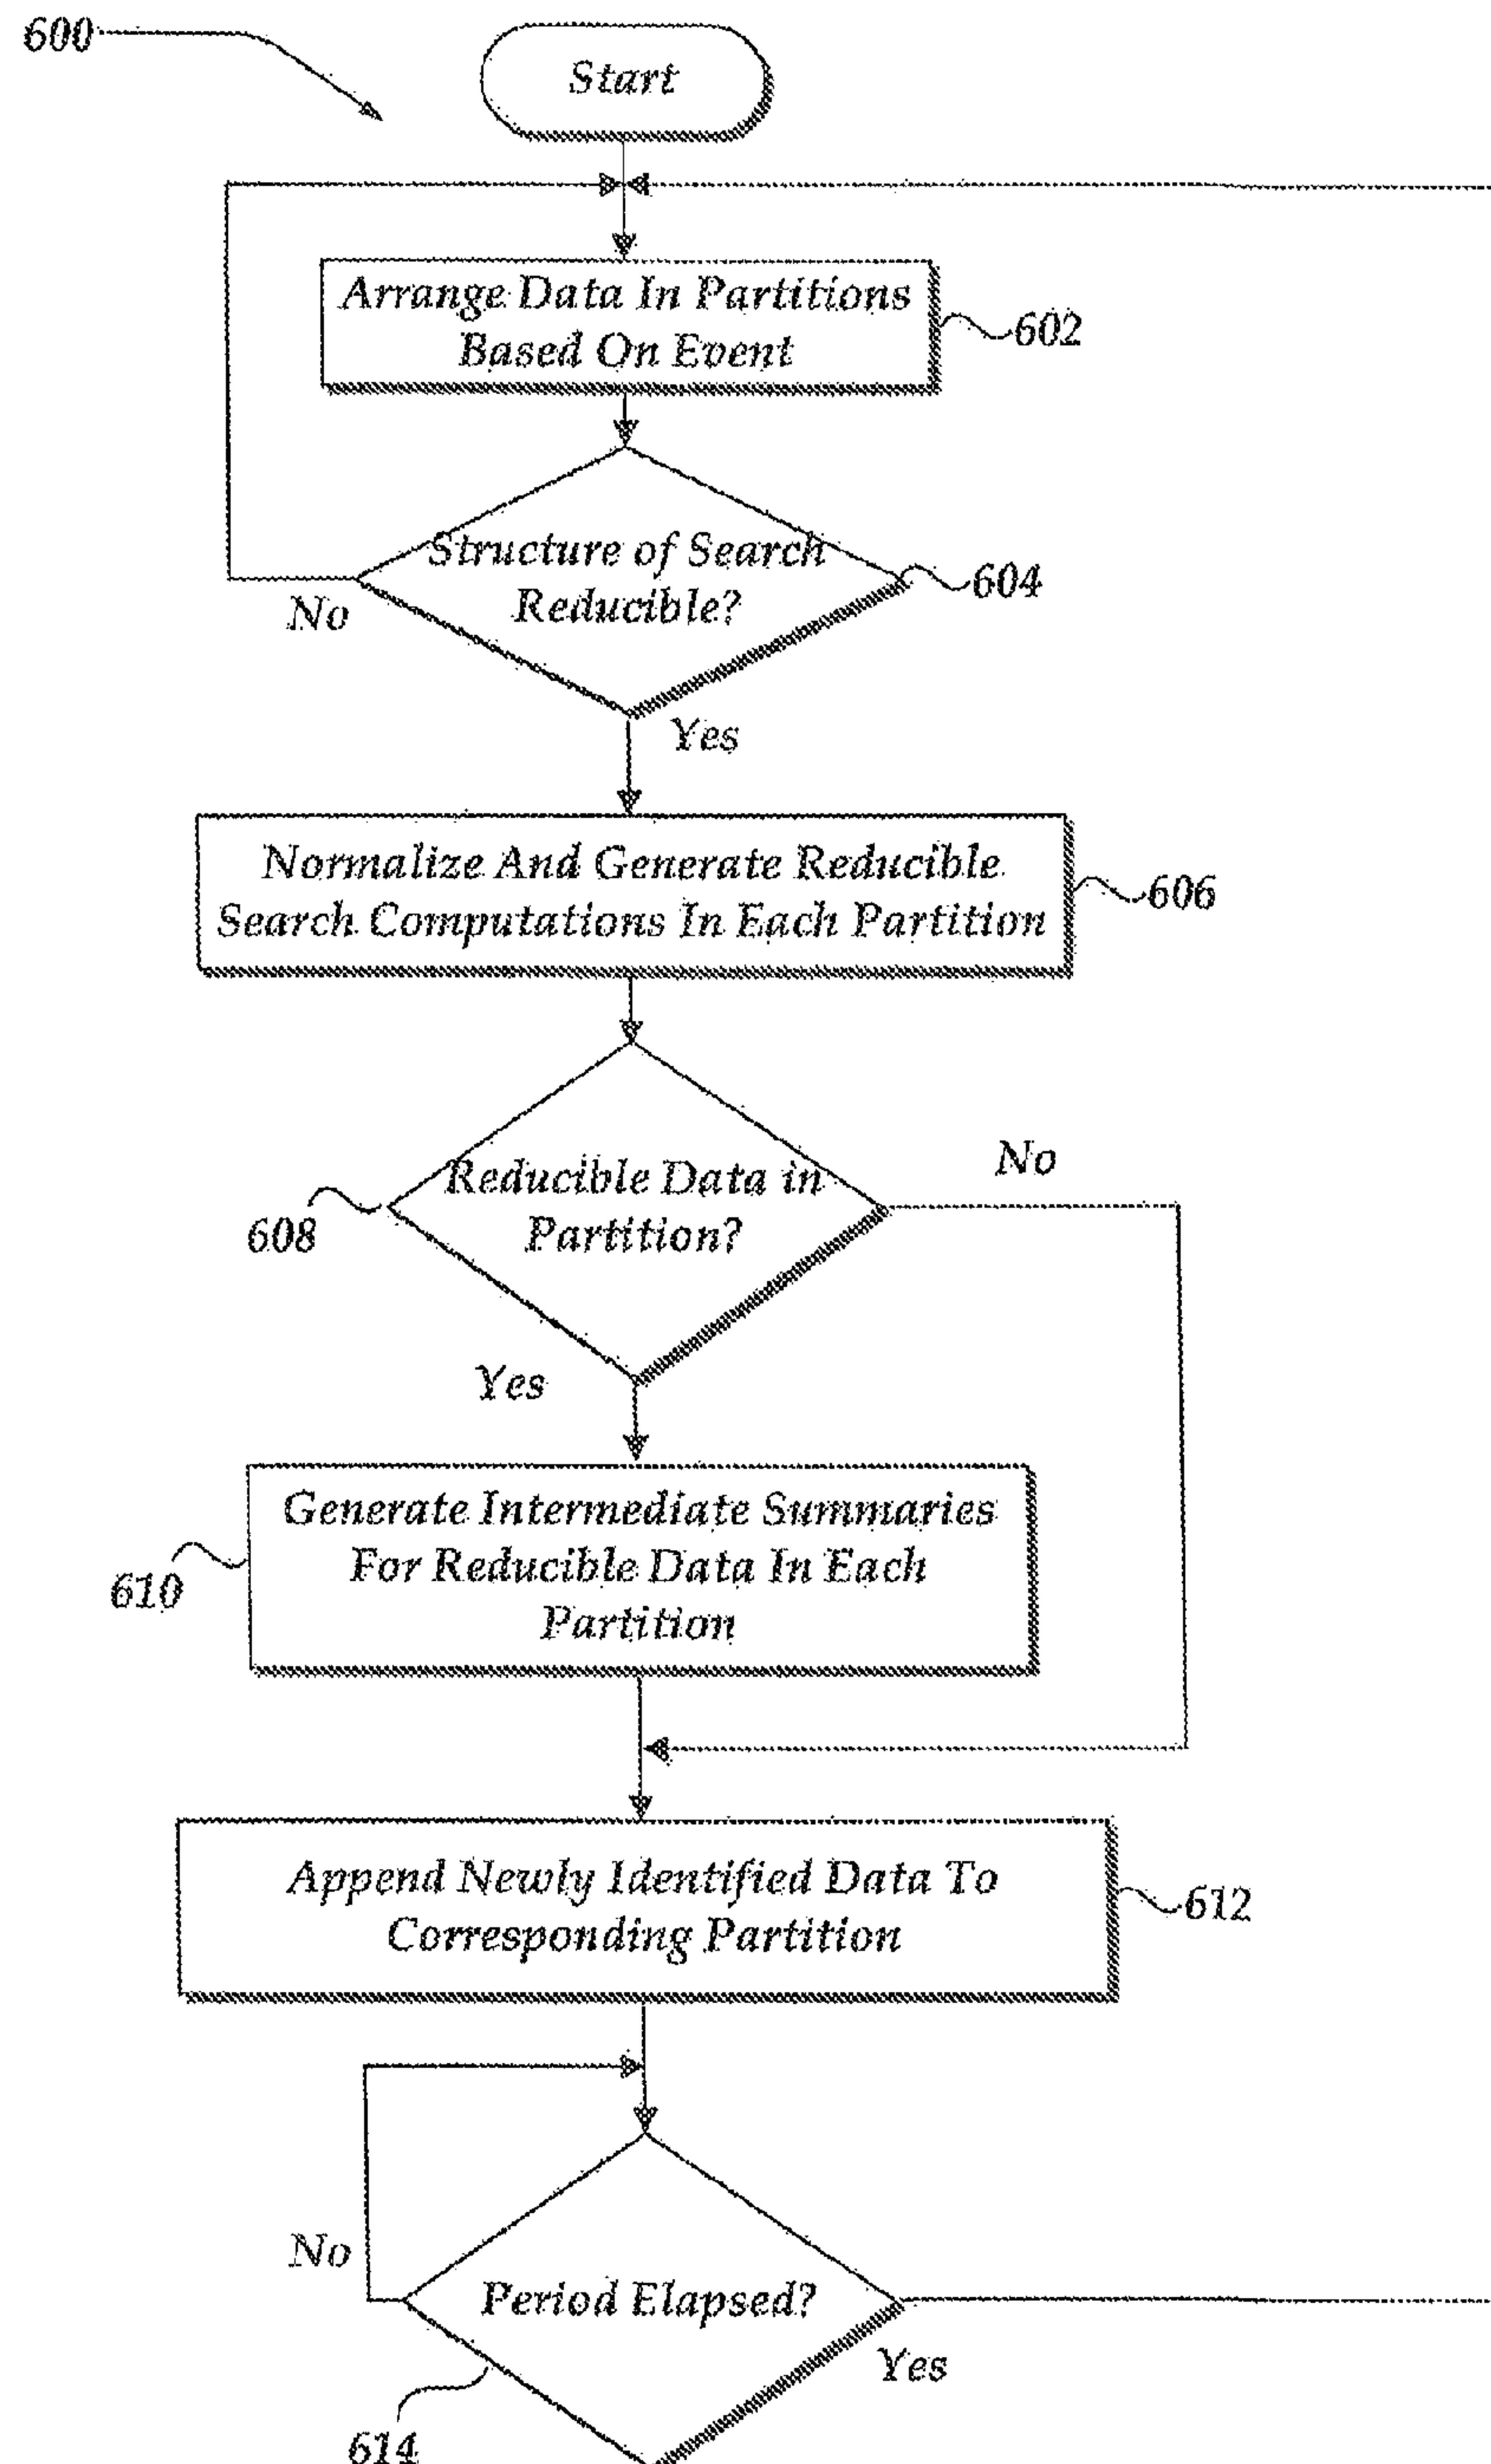 600
Start
Arrange Data In Partitions
Based On Event
602
Structure of Search
Reducible?
604
No
Yes
Normalize And Generate Reducible
Search Computations In Each Partition
606
Reducible Data in
Partition?
No
608
Yes
Generate Intermediate Summaries
For Reducible Data In Each
Partition
610
Append Newly Identified Data To
Corresponding Partition
612
No
Period Elapsed?
Yes
614